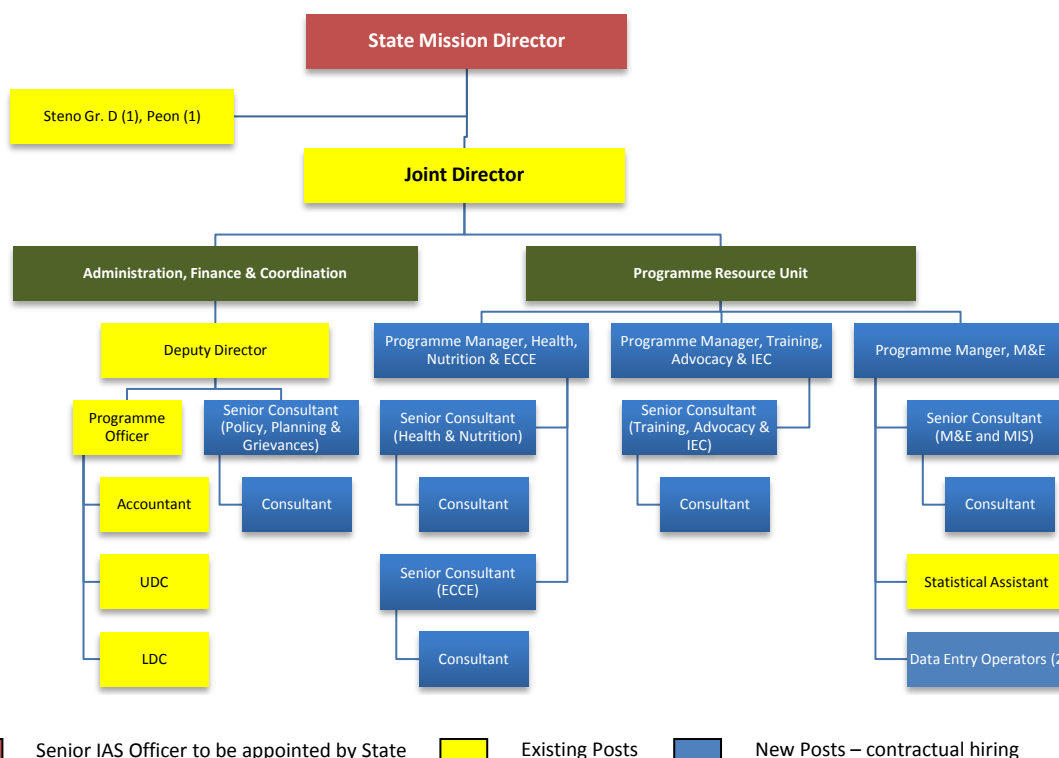 State Mission Director
Steno Gr. D (1), Peon (1)
Joint Director
Administration, Finance & Coordination
Programme Resource Unit
Deputy Director
Programme Manager, Health,
Nutrition & ECCE
Programme Manager, Training,
Advocacy & IEC
Programme Manger, M&E
Programme
Officer
Senior Consultant
(Policy, Planning &
Grievances)
Senior Consultant
(Health & Nutrition)
Senior Consultant
(Training, Advocacy &
IEC)
Senior Consultant
(M&E and MIS)
Accountant
Consultant
Consultant
Consultant
Consultant
UDC
Senior Consultant
(ECCE)
Statistical Assistant
LDC
Consultant
Data Entry Operators (2
Senior IAS Officer to be appointed by State
Existing Posts
New Posts – contractual hiring